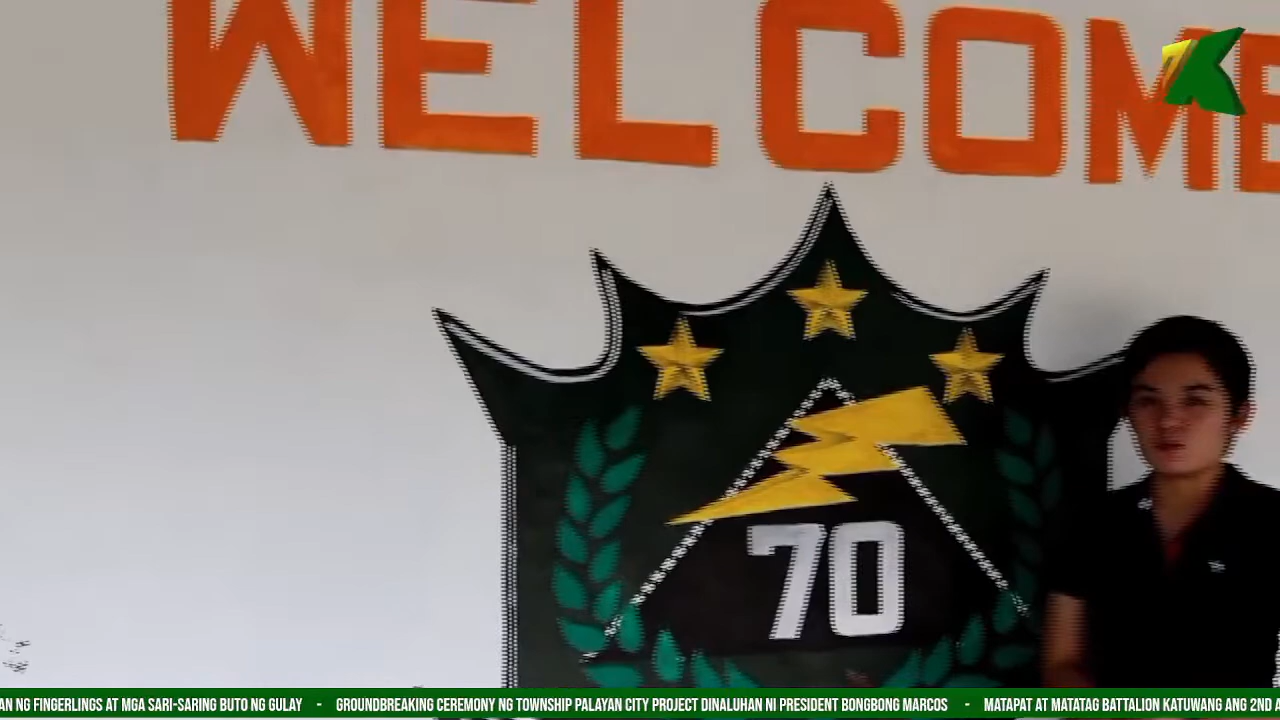 WELCOME
7K
70
NG FINGERLINGS AT MGA SARI-SARING BUTO NG GULAY - GROUNDBREAKING CEREMONY NG TOWNSHIP PALAYAN CITY PROJECT DINALUHAN NI PRESIDENT BONGBONG MARCOS - MATAPAT AT MATATAG BATTALION KATUWANG ANG 2ND